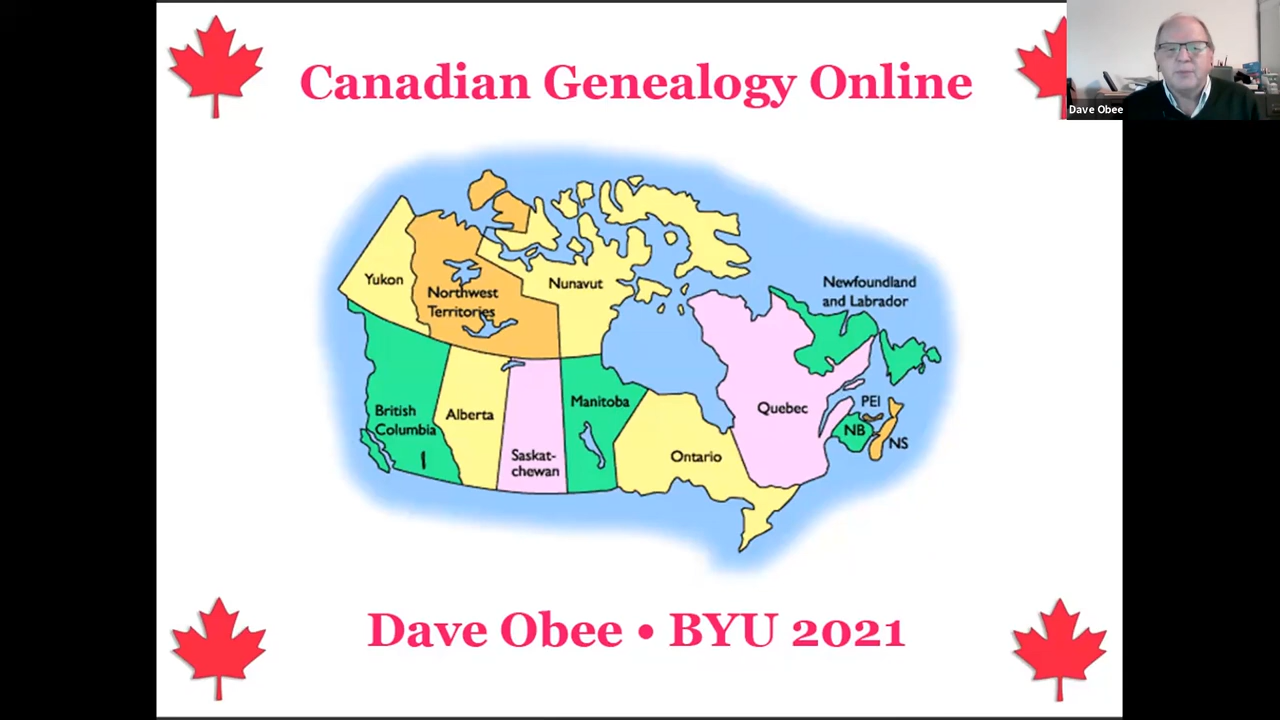 Canadian Genealogy Online
Dave Obee
Yukon
Northwest
Territories
Nunavut
Newfoundland
and Labrador
British
Columbia
Alberta
Saskat-
chewan
Manitoba
Ontario
Quebec
PEI
NB
NS
Dave Obee • BYU 2021